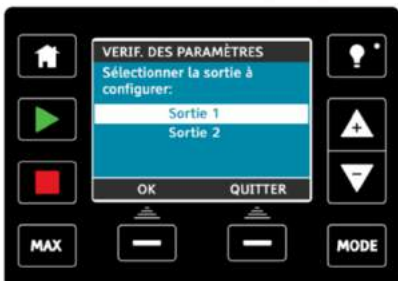 VERIF. DES PARAMÈTRES
Sélectionner la sortie à
configurer:
Sortie 1
Sortie 2
OK QUITTER
MAX MODE